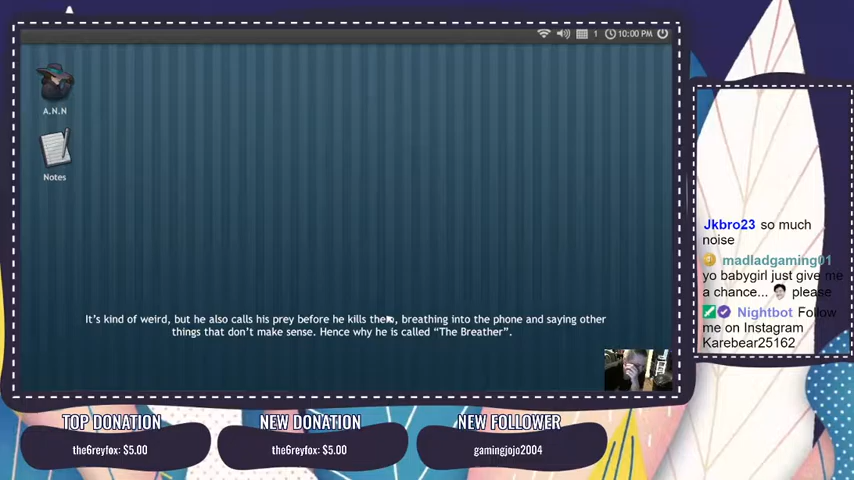 1 10:00 PM
A.N.N
Notes
It's kind of weird, but he also calls his prey before he kills them, breathing into the phone and saying other
things that don't make sense. Hence why he is called "The Breather".
Jkbro23 so much
noise
madladgaming01
yo babygirl just give me
a chance... please
Nightbot Follow
me on Instagram
Karebear25162
TOP DONATION
the6reyfox: $5.00
NEW DONATION
the6reyfox: $5.00
NEW FOLLOWER
gamingjojo2004